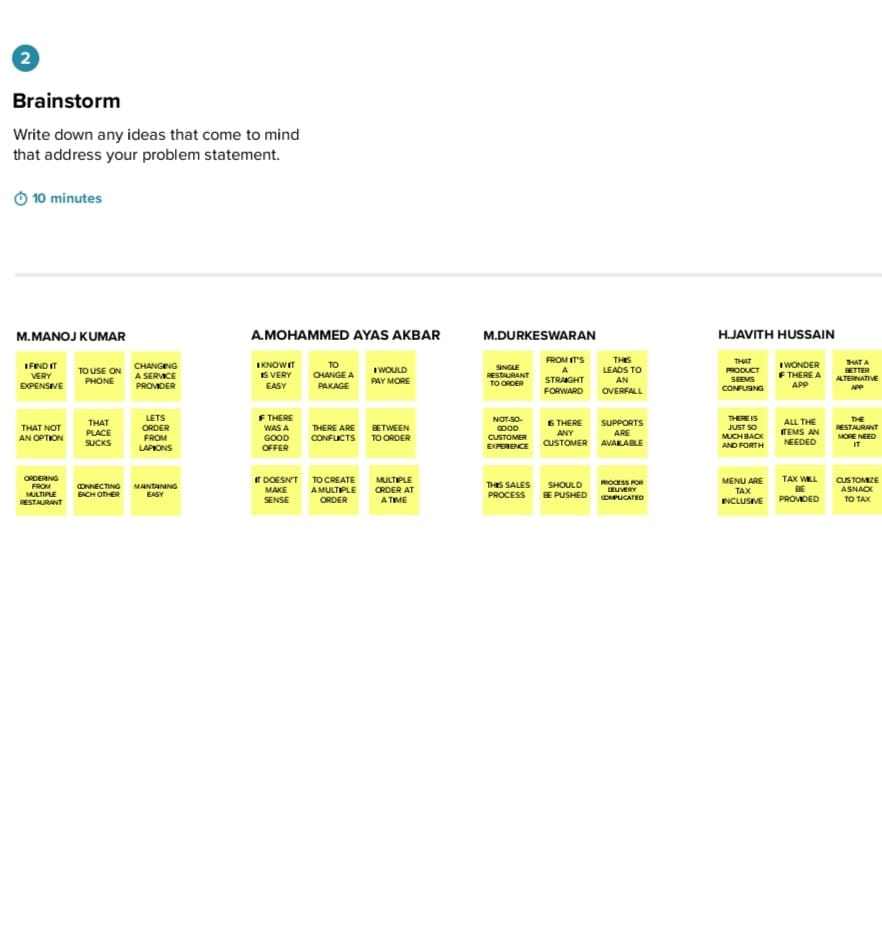 2
Brainstorm
Write down any ideas that come to mind
that address your problem statement.
10 minutes
M.MANOJ KUMAR
I FIND IT
VERY
EXPENSIVE
TO USE ON
PHONE
CHANGING
A SERVICE
PROVIDER
THAT NOT
AN OPTION
THAT
PLACE
SUCKS
LETS
ORDER
FROM
LAPIONS
ORDERING
FROM
MULTIPLE
RESTAURANT
CONNECTING
EACH OTHER
MAINTAINING
EASY
A.MOHAMMED AYAS AKBAR
I KNOW IT
IS VERY
EASY
TO
CHANGE A
PAKAGE
I WOULD
PAY MORE
IF THERE
WAS A
GOOD
OFFER
THERE ARE
CONFLICTS
BETWEEN
TO ORDER
IT DOESN'T
MAKE
SENSE
TO CREATE
A MULTIPLE
ORDER
MULTIPLE
ORDER AT
A TIME
M.DURKESWARAN
SINGLE
RESTAURANT
TO ORDER
FROM IT'S
A
STRAIGHT
FORWARD
THIS
LEADS TO
AN
OVERFALL
NOT-SO-
GOOD
CUSTOMER
EXPERIENCE
IS THERE
ANY
CUSTOMER
SUPPORTS
ARE
AVAILABLE
THIS SALES
PROCESS
SHOULD
BE PUSHED
PROCESS FOR
DELIVERY
COMPLICATED
H.JAVITH HUSSAIN
THAT
PRODUCT
SEEMS
CONFUSING
I WONDER
IF THERE A
APP
THAT A
BETTER
ALTERNATIVE
APP
THERE IS
JUST SO
MUCH BACK
AND FORTH
ALL THE
ITEMS AN
NEEDED
THE
RESTAURANT
MORE NEED
IT
MENU ARE
TAX
INCLUSIVE
TAX WILL
BE
PROVIDED
CUSTOMIZE
ASNACK
TO TAX